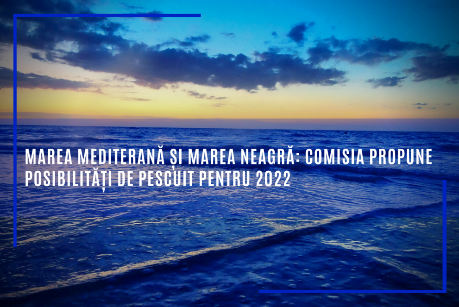 MAREA MEDITERANĂ ȘI MAREA NEAGRĂ: COMISIA PROPUNE
POSIBILITĂȚI DE PESCUIT PENTRU 2022